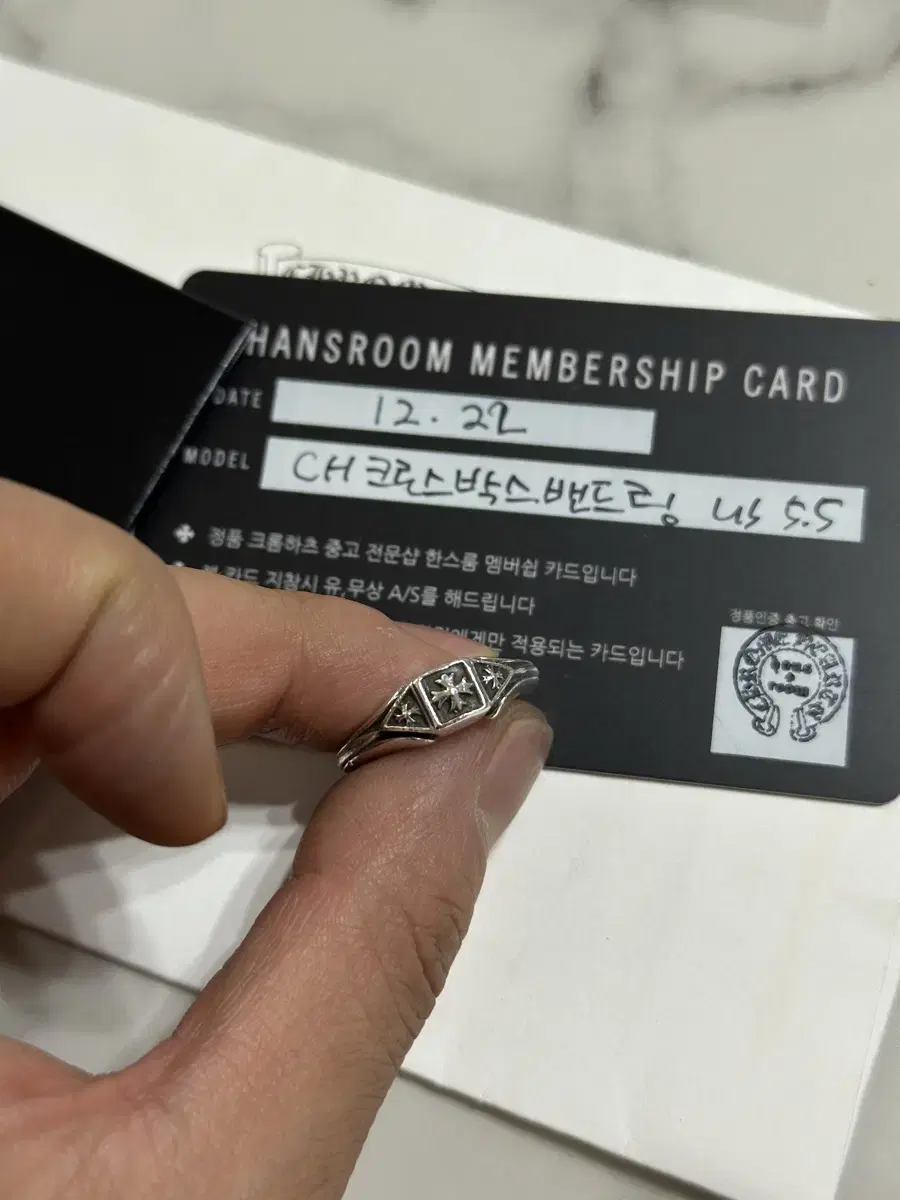 HANSROOM MEMBERSHIP CARD
DATE 12.22
MODEL CH 크로스박스밴드링 us 5.5
정품 크롬하츠 중고 전문샵 한스룸 멤버쉽 카드입니다
본 카드 지참시 유,무상 A/S를 해드립니다
적용되는 카드입니다
정품인증 추가 확인